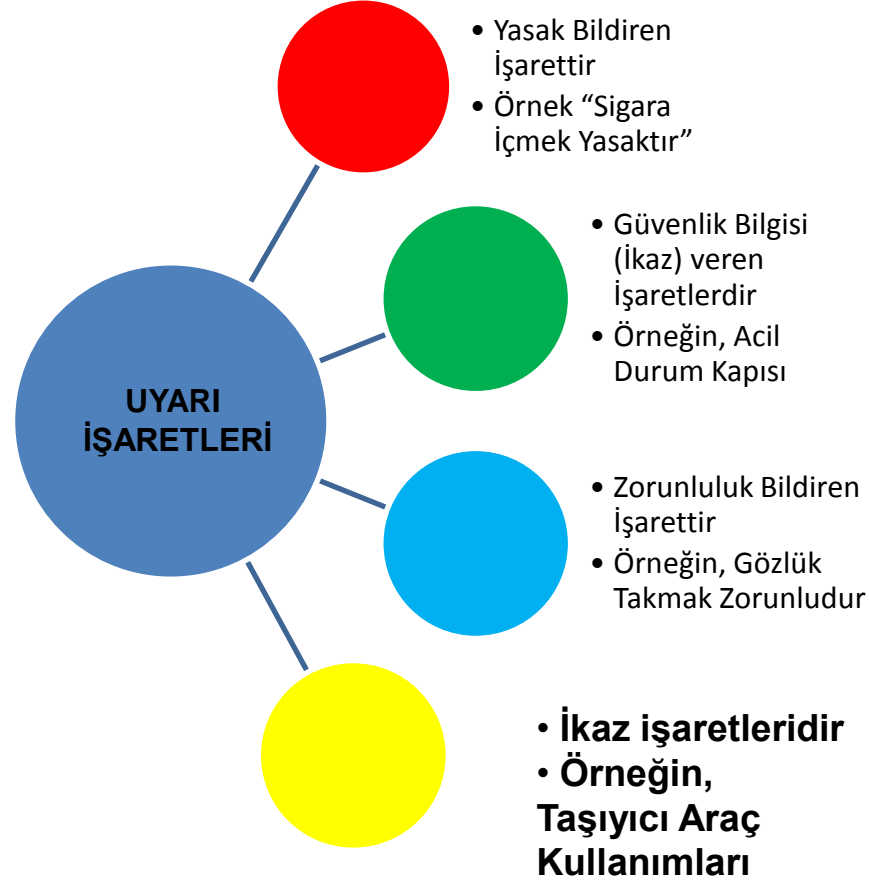 • Yasak Bildiren
İşarettir
• Örnek “Sigara
İçmek Yasaktır”
• Güvenlik Bilgisi
(İkaz) veren
İşaretlerdir
• Örneğin, Acil
Durum Kapısı
UYARI
İŞARETLERİ
• Zorunluluk Bildiren
İşarettir
• Örneğin, Gözlük
Takmak Zorunludur
• İkaz işaretleridir
• Örneğin,
Taşıyıcı Araç
Kullanımları